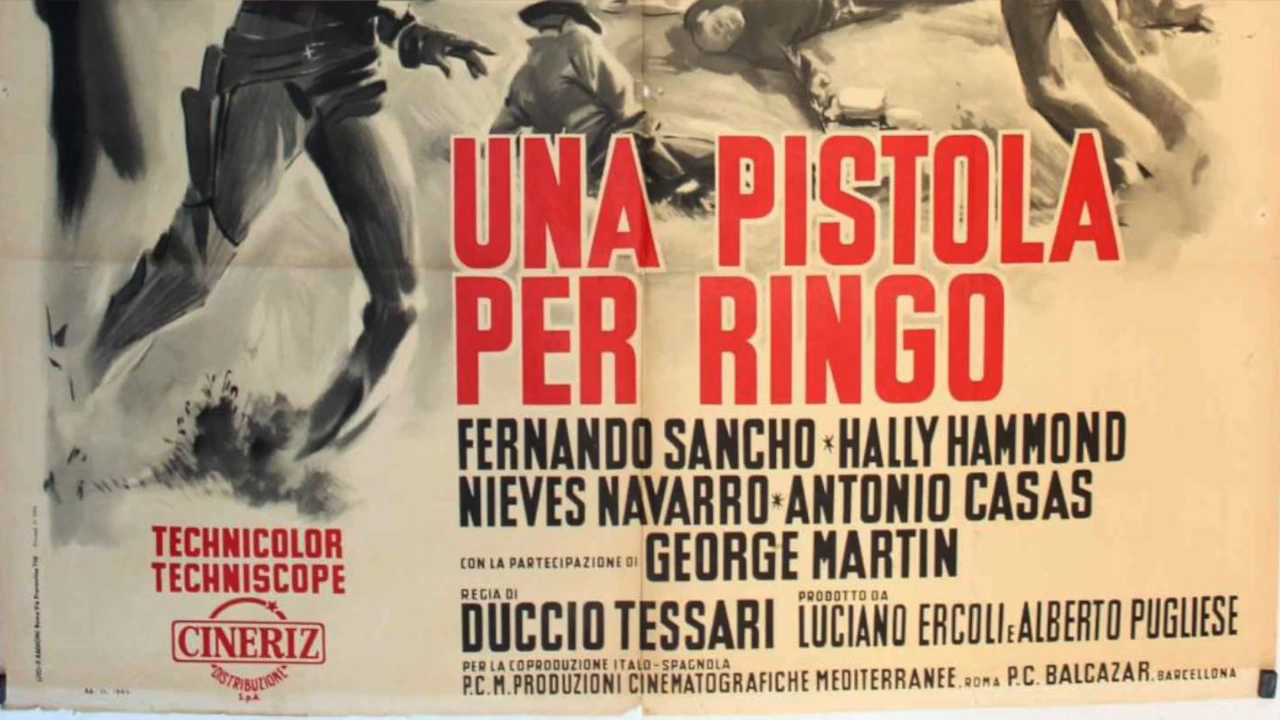 UNA PISTOLA
PER RINGO
FERNANDO SANCHO * HALLY HAMMOND
NIEVES NAVARRO * ANTONIO CASAS
CON LA PARTECIPAZIONE DI GEORGE MARTIN
REGIA DI
DUCCIO TESSARI
PRODOTTO DA
LUCIANO ERCOLI E ALBERTO PUGLIESE
PER LA COPRODUZIONE ITALO-SPAGNOLA
P.C.M. PRODUZIONI CINEMATOGRAFICHE MEDITERRANEE, ROMA P.C. BALCAZAR, BARCELLONA
TECHNICOLOR
TECHNISCOPE
CINERIZ
DISTRIBUZIONE
S.p.A.